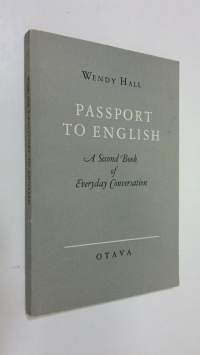 WENDY HALL
PASSPORT
TO ENGLISH
A Second Book
of
Everyday Conversation
OTAVA